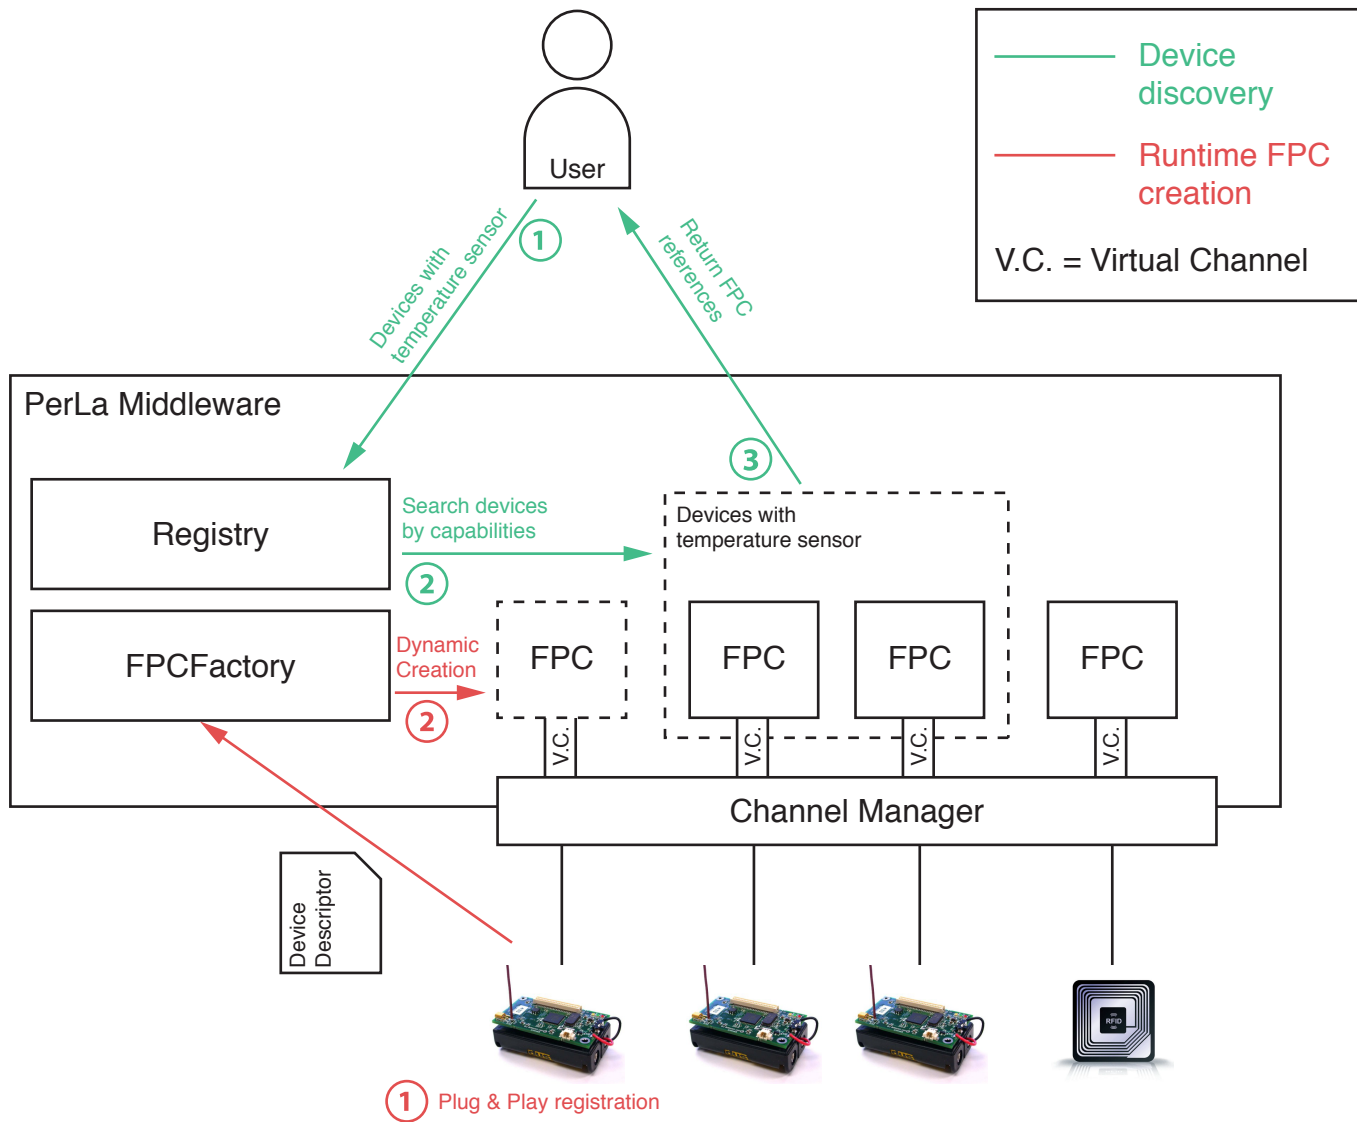 User
Device
discovery
Runtime FPC
creation
V.C. = Virtual Channel
1
Devices with
temperature sensor
Return FPC
references
PerLa Middleware
3
Registry
Search devices
by capabilities
2
Devices with
temperature sensor
FPCFactory
Dynamic
Creation
2
FPC
FPC
FPC
FPC
V.C.
V.C.
V.C.
V.C.
Channel Manager
Device
Descriptor
RFID
1 Plug & Play registration